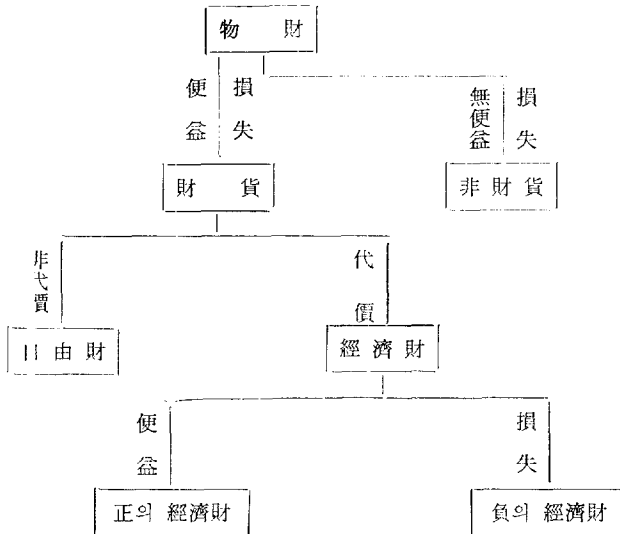 物 財
便益 損失
無便益 損失
財 貨
非 財 貨
非代價
代價
自 由 財
經 濟 財
便益
損失
正의 經濟財
負의 經濟財